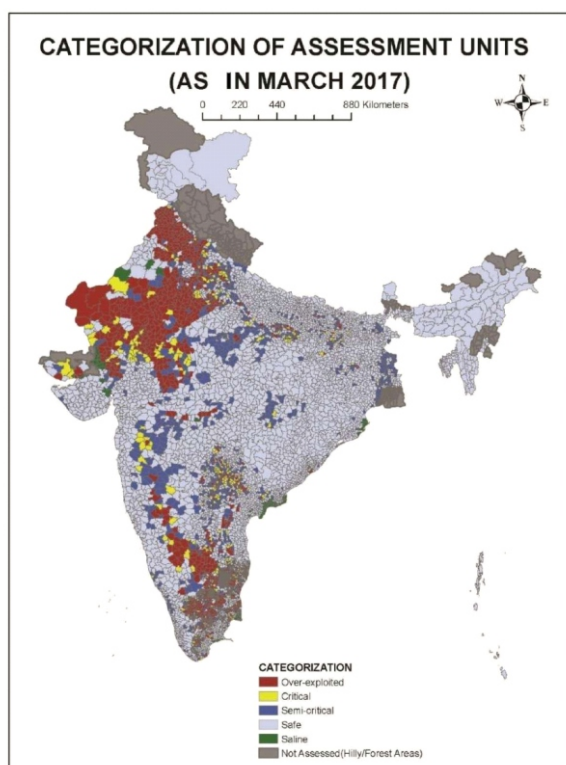 CATEGORIZATION OF ASSESSMENT UNITS
(AS IN MARCH 2017)
0 220 440 880 Kilometers
N
W E
S
CATEGORIZATION
Over-exploited
Critical
Semi-critical
Safe
Saline
Not Assessed(Hilly/Forest Areas)